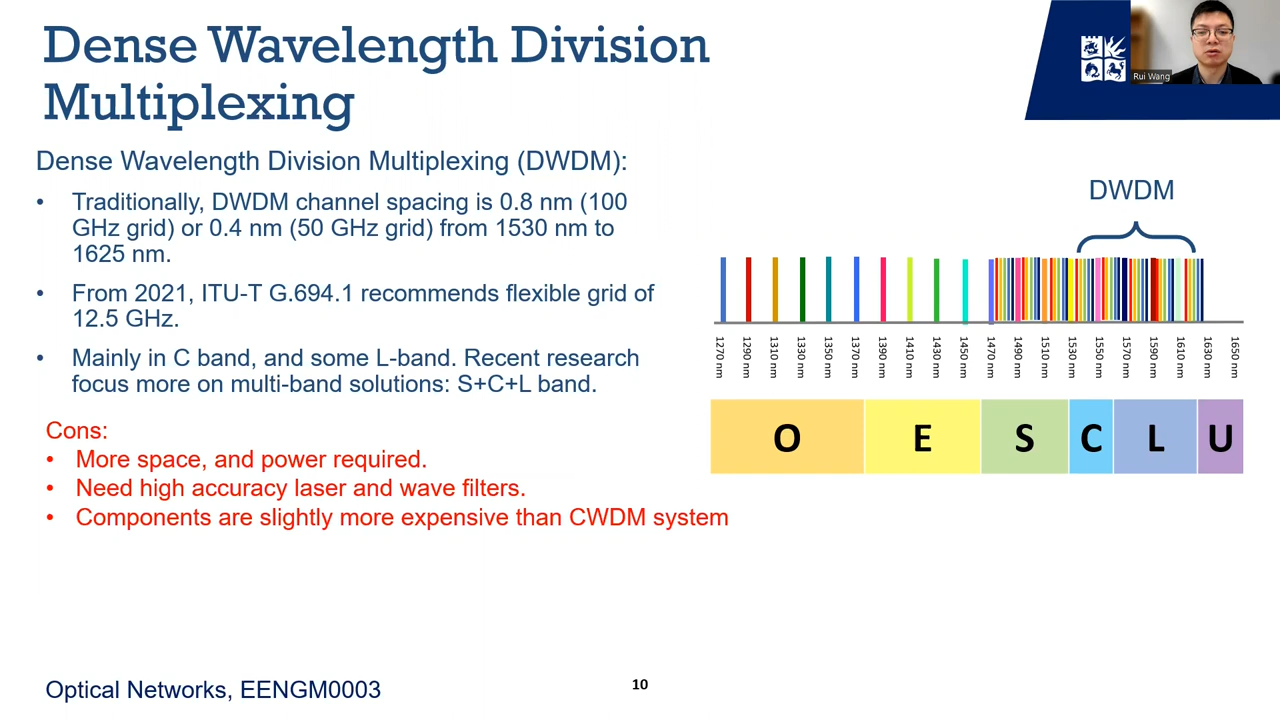 Dense Wavelength Division
Multiplexing
Rui Wang
Dense Wavelength Division Multiplexing (DWDM):
• Traditionally, DWDM channel spacing is 0.8 nm (100
GHz grid) or 0.4 nm (50 GHz grid) from 1530 nm to
1625 nm.
• From 2021, ITU-T G.694.1 recommends flexible grid of
12.5 GHz.
• Mainly in C band, and some L-band. Recent research
focus more on multi-band solutions: S+C+L band.
Cons:
• More space, and power required.
• Need high accuracy laser and wave filters.
• Components are slightly more expensive than CWDM system
DWDM
1270 nm
1290 nm
1310 nm
1330 nm
1350 nm
1370 nm
1390 nm
1410 nm
1430 nm
1450 nm
1470 nm
1490 nm
1510 nm
1530 nm
1550 nm
1570 nm
1590 nm
1610 nm
1630 nm
1650 nm
O E S C L U
Optical Networks, EENGM0003
10